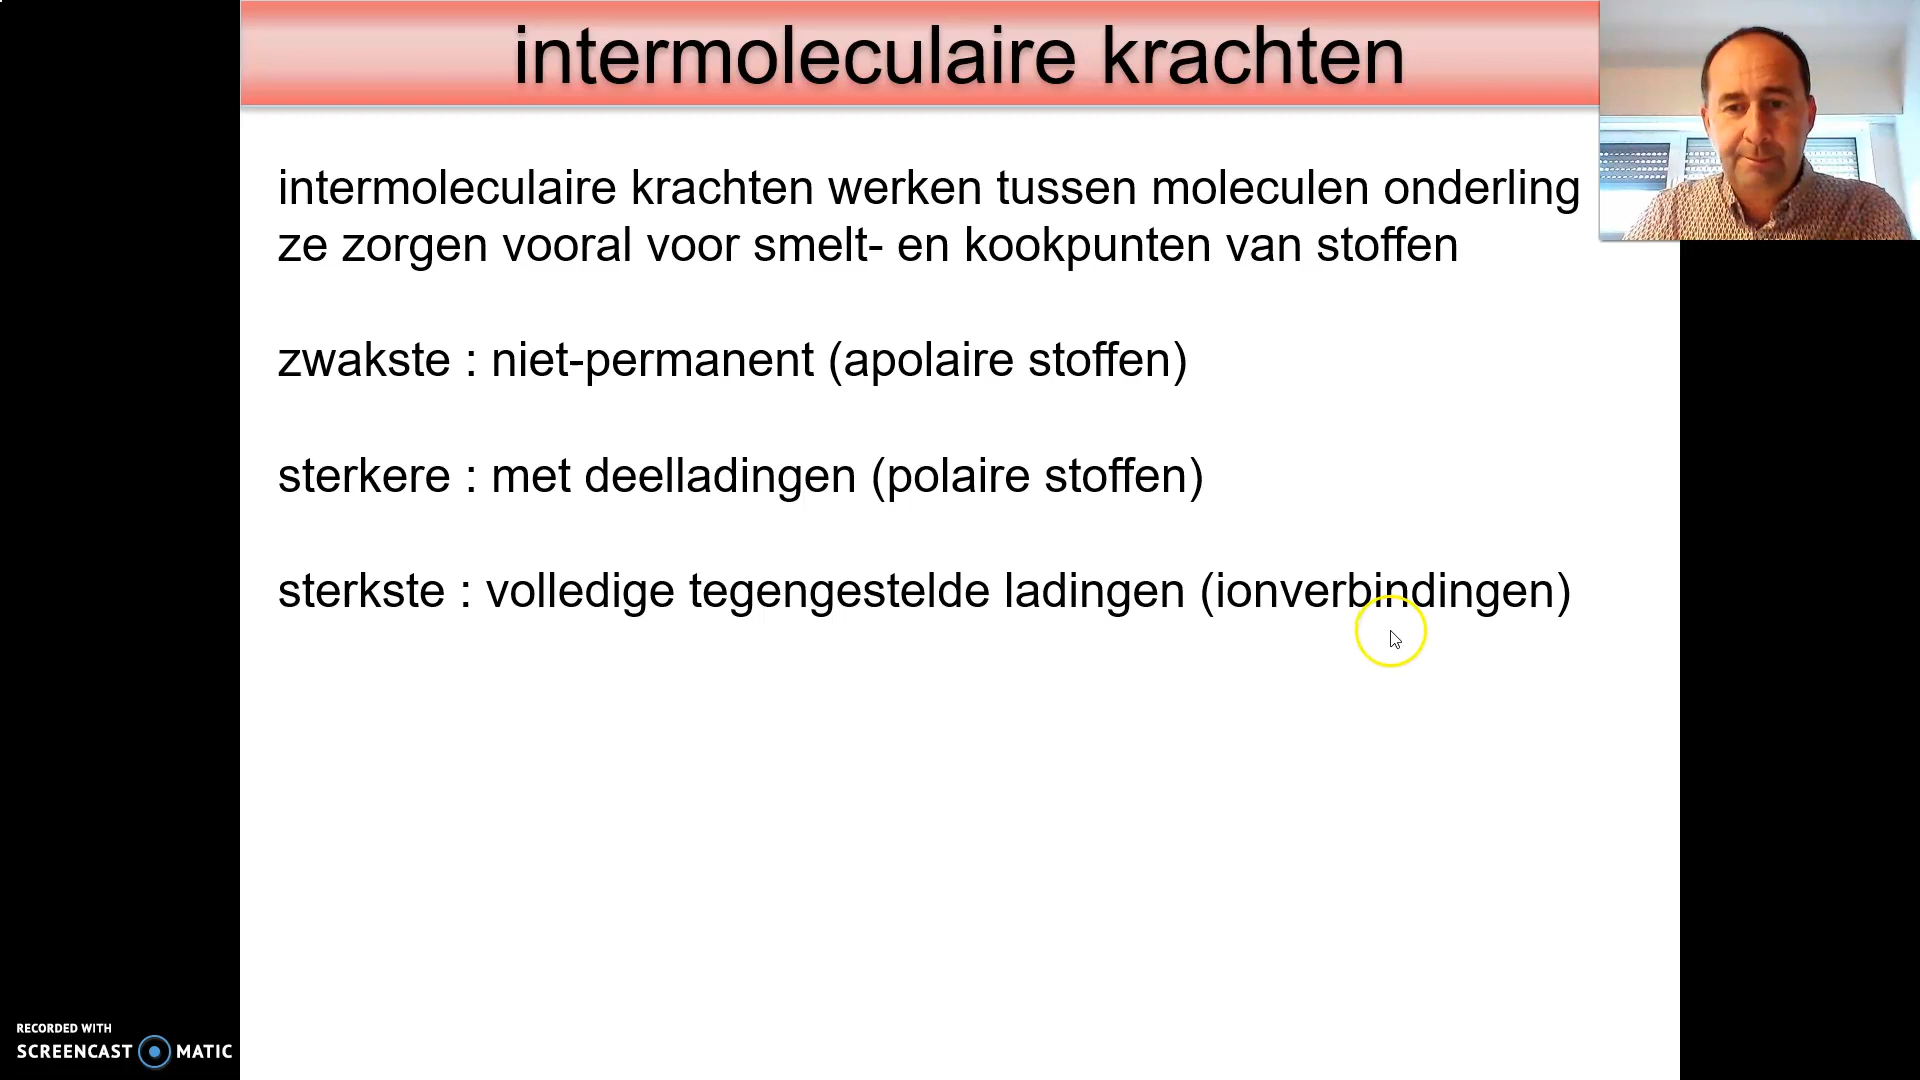 intermoleculaire krachten
intermoleculaire krachten werken tussen moleculen onderling
ze zorgen vooral voor smelt- en kookpunten van stoffen
zwakste : niet-permanent (apolaire stoffen)
sterkere : met deelladingen (polaire stoffen)
sterkste : volledige tegengestelde ladingen (ionverbindingen)
RECORDED WITH
SCREENCAST MATIC